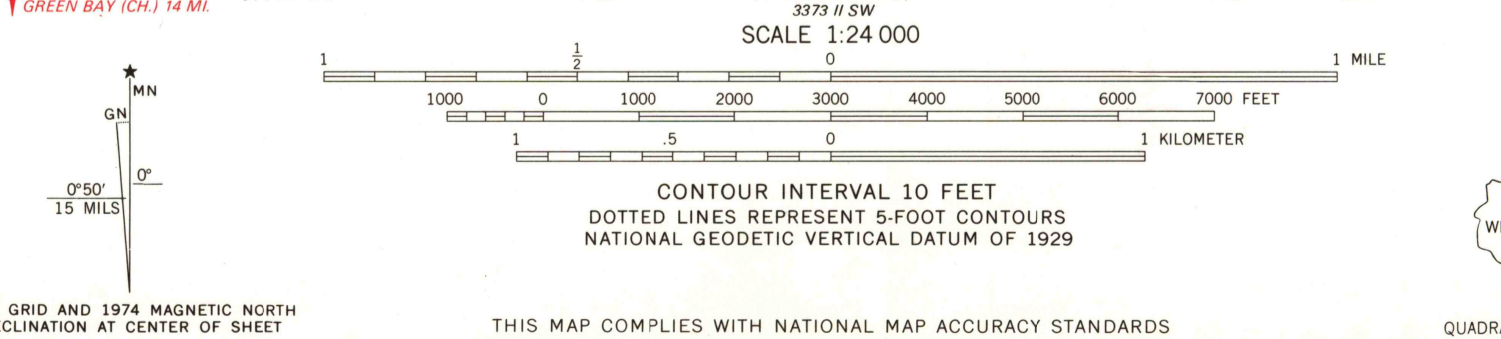 GREEN BAY (CH.) 14 MI.
3373 II SW
SCALE 1:24 000
1 1/2 0 1 MILE
1000 0 1000 2000 3000 4000 5000 6000 7000 FEET
1 .5 0 1 KILOMETER
CONTOUR INTERVAL 10 FEET
DOTTED LINES REPRESENT 5-FOOT CONTOURS
NATIONAL GEODETIC VERTICAL DATUM OF 1929
MN
GN
0°
0°50′
15 MILS
GRID AND 1974 MAGNETIC NORTH
CLINATION AT CENTER OF SHEET
THIS MAP COMPLIES WITH NATIONAL MAP ACCURACY STANDARDS
QUADRA